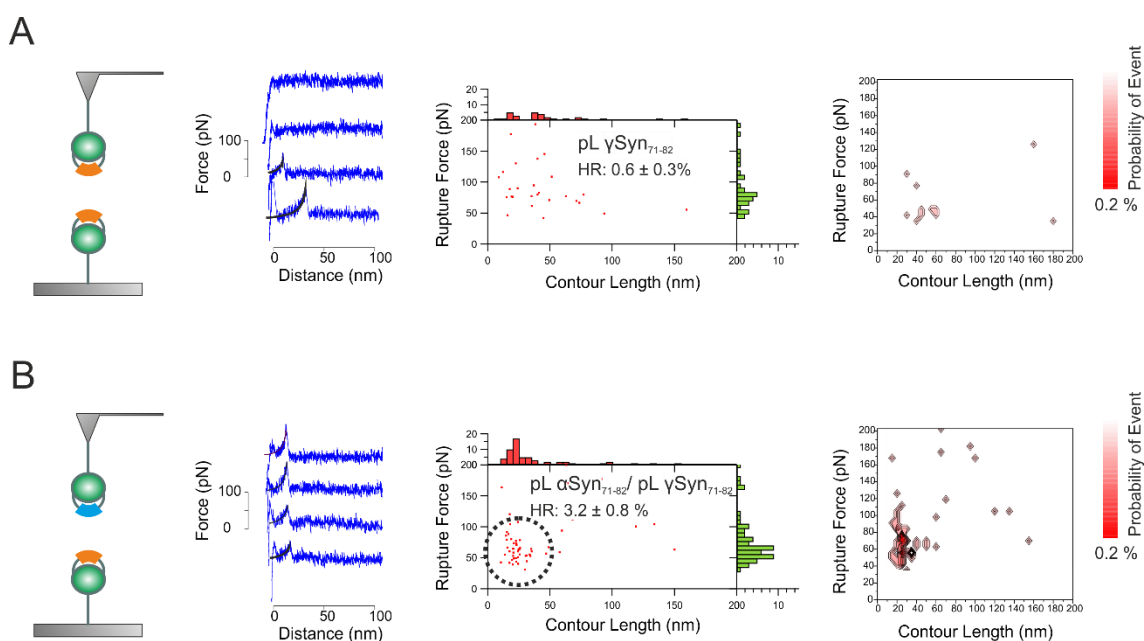 A
Force (pN)
100
0
0 50 100
Distance (nm)
Rupture Force (pN)
20
10
0
200
150
100
50
0
pL γSyn71-82
HR: 0.6 ± 0.3%
0 50 100 150 200 5 10
Contour Length (nm)
Rupture Force (pN)
200
180
160
140
120
100
80
60
40
20
0
0 20 40 60 80 100 120 140 160 180 200
Contour Length (nm)
Probability of Event
0.2 %
B
Force (pN)
100
0
0 50 100
Distance (nm)
Rupture Force (pN)
20
10
0
200
150
100
50
0
pL αSyn71-82/ pL γSyn71-82
HR: 3.2 ± 0.8 %
0 50 100 150 200 5 10
Contour Length (nm)
Rupture Force (pN)
200
180
160
140
120
100
80
60
40
20
0
0 20 40 60 80 100 120 140 160 180 200
Contour Length (nm)
Probability of Event
0.2 %